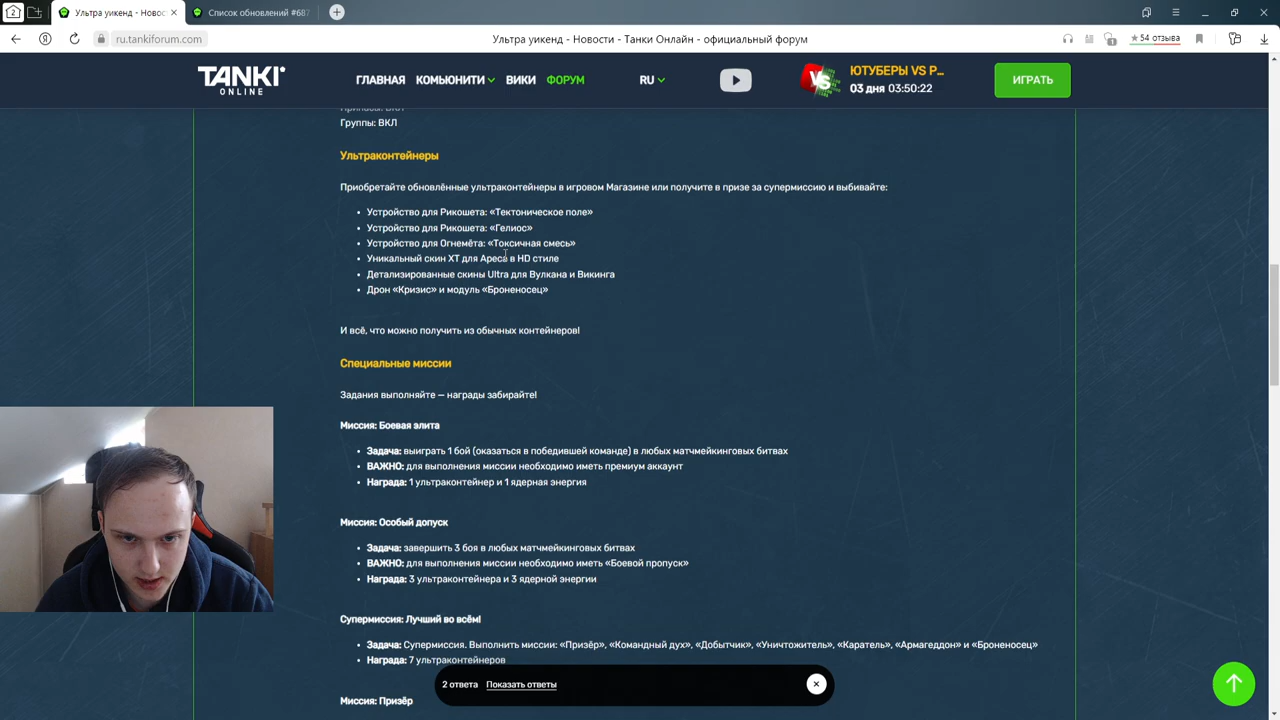 2
Ультра уикенд - Новос
Список обновлений #687
ru.tankiforum.com
Ультра уикенд - Новости - Танки Онлайн - официальный форум
54 отзыва
TANKI ONLINE
ГЛАВНАЯ
КОМЬЮНИТИ
ВИКИ
ФОРУМ
RU
VS
ЮТУБЕРЫ VS Р...
03 дня 03:50:22
ИГРАТЬ
Группы: ВКЛ
Ультраконтейнеры
Приобретайте обновлённые ультраконтейнеры в игровом Магазине или получите в призе за супермиссию и выбивайте:
• Устройство для Рикошета: «Тектоническое поле»
• Устройство для Рикошета: «Гелиос»
• Устройство для Огнемёта: «Токсичная смесь»
• Уникальный скин XT для Ареса в HD стиле
• Детализированные скины Ultra для Вулкана и Викинга
• Дрон «Кризис» и модуль «Броненосец»
И всё, что можно получить из обычных контейнеров!
Специальные миссии
Задания выполняйте — награды забирайте!
Миссия: Боевая элита
• Задача: выиграть 1 бой (оказаться в победившей команде) в любых матчмейкинговых битвах
• ВАЖНО: для выполнения миссии необходимо иметь премиум аккаунт
• Награда: 1 ультраконтейнер и 1 ядерная энергия
Миссия: Особый допуск
• Задача: завершить 3 боя в любых матчмейкинговых битвах
• ВАЖНО: для выполнения миссии необходимо иметь «Боевой пропуск»
• Награда: 3 ультраконтейнера и 3 ядерной энергии
Супермиссия: Лучший во всём!
• Задача: Супермиссия. Выполнить миссии: «Призёр», «Командный дух», «Добытчик», «Уничтожитель», «Каратель», «Армагеддон» и «Броненосец»
• Награда: 7 ультраконтейнеров
2 ответа Показать ответы
Миссия: Призёр